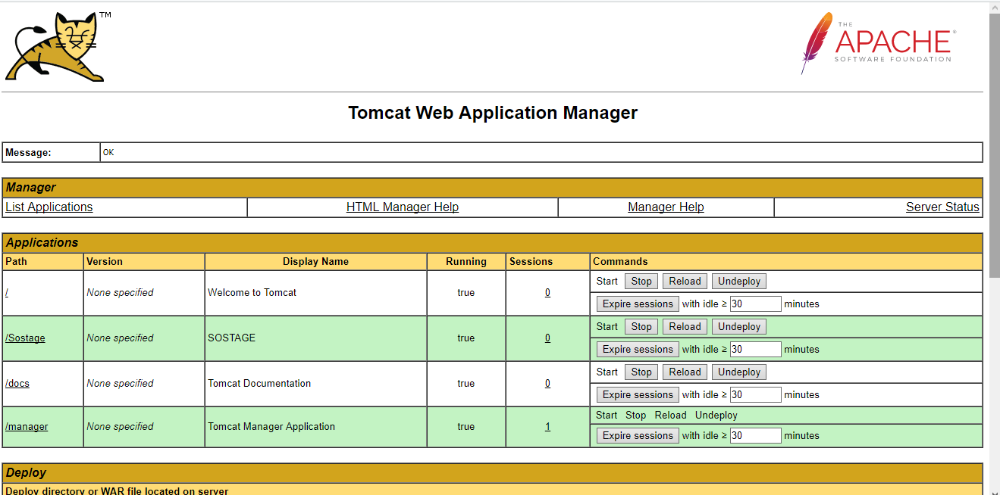 TM
THE
APACHE®
SOFTWARE FOUNDATION
Tomcat Web Application Manager
Message: OK
Manager
List Applications HTML Manager Help Manager Help Server Status
Applications
Path Version Display Name Running Sessions Commands
/ None specified Welcome to Tomcat true 0 Start Stop Reload Undeploy
Expire sessions with idle ≥ 30 minutes
/Sostage None specified SOSTAGE true 0 Start Stop Reload Undeploy
Expire sessions with idle ≥ 30 minutes
/docs None specified Tomcat Documentation true 0 Start Stop Reload Undeploy
Expire sessions with idle ≥ 30 minutes
/manager None specified Tomcat Manager Application true 1 Start Stop Reload Undeploy
Expire sessions with idle ≥ 30 minutes
Deploy
Deploy directory or WAR file located on server